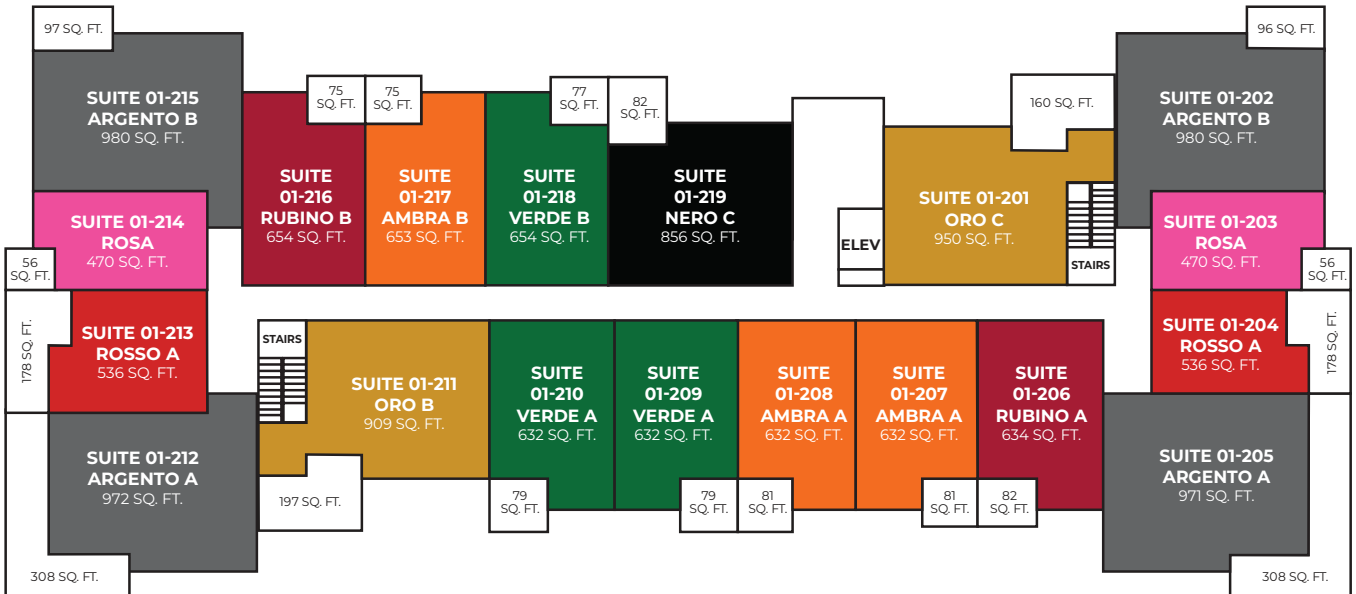 97 SQ. FT.
SUITE 01-215
ARGENTO B
980 SQ. FT.
75
SQ. FT.
75
SQ. FT.
77
SQ. FT.
82
SQ. FT.
160 SQ. FT.
96 SQ. FT.
SUITE 01-202
ARGENTO B
980 SQ. FT.
SUITE
01-216
RUBINO B
654 SQ. FT.
SUITE
01-217
AMBRA B
653 SQ. FT.
SUITE
01-218
VERDE B
654 SQ. FT.
SUITE
01-219
NERO C
856 SQ. FT.
ELEV
SUITE 01-201
ORO C
950 SQ. FT.
STAIRS
SUITE 01-214
ROSA
470 SQ. FT.
SUITE 01-203
ROSA
470 SQ. FT.
56
SQ. FT.
56
SQ. FT.
178 SQ. FT.
SUITE 01-213
ROSSO A
536 SQ. FT.
SUITE 01-204
ROSSO A
536 SQ. FT.
178 SQ. FT.
STAIRS
SUITE 01-211
ORO B
909 SQ. FT.
SUITE
01-210
VERDE A
632 SQ. FT.
SUITE
01-209
VERDE A
632 SQ. FT.
SUITE
01-208
AMBRA A
632 SQ. FT.
SUITE
01-207
AMBRA A
632 SQ. FT.
SUITE
01-206
RUBINO A
634 SQ. FT.
SUITE 01-212
ARGENTO A
972 SQ. FT.
SUITE 01-205
ARGENTO A
971 SQ. FT.
197 SQ. FT.
79
SQ. FT.
79
SQ. FT.
81
SQ. FT.
81
SQ. FT.
82
SQ. FT.
308 SQ. FT.
308 SQ. FT.